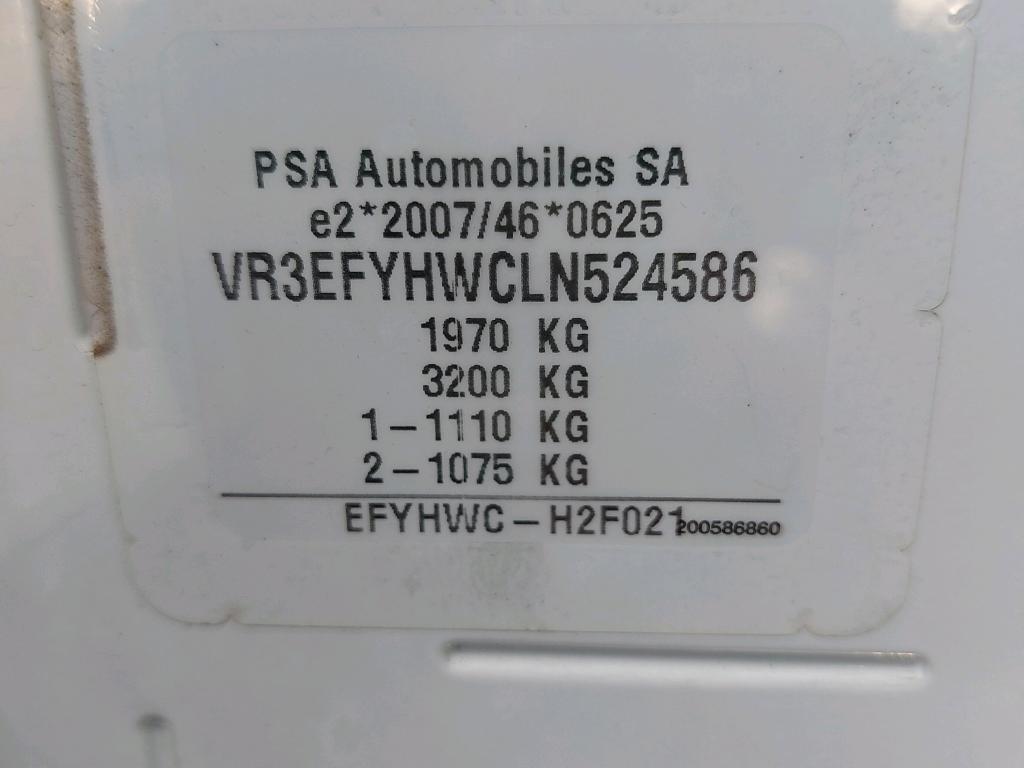 PSA Automobiles SA
e2*2007/46*0625
VR3EFYHWCLN524586
1970 KG
3200 KG
1-1110 KG
2-1075 KG
EFYHWC-H2F021 200586860